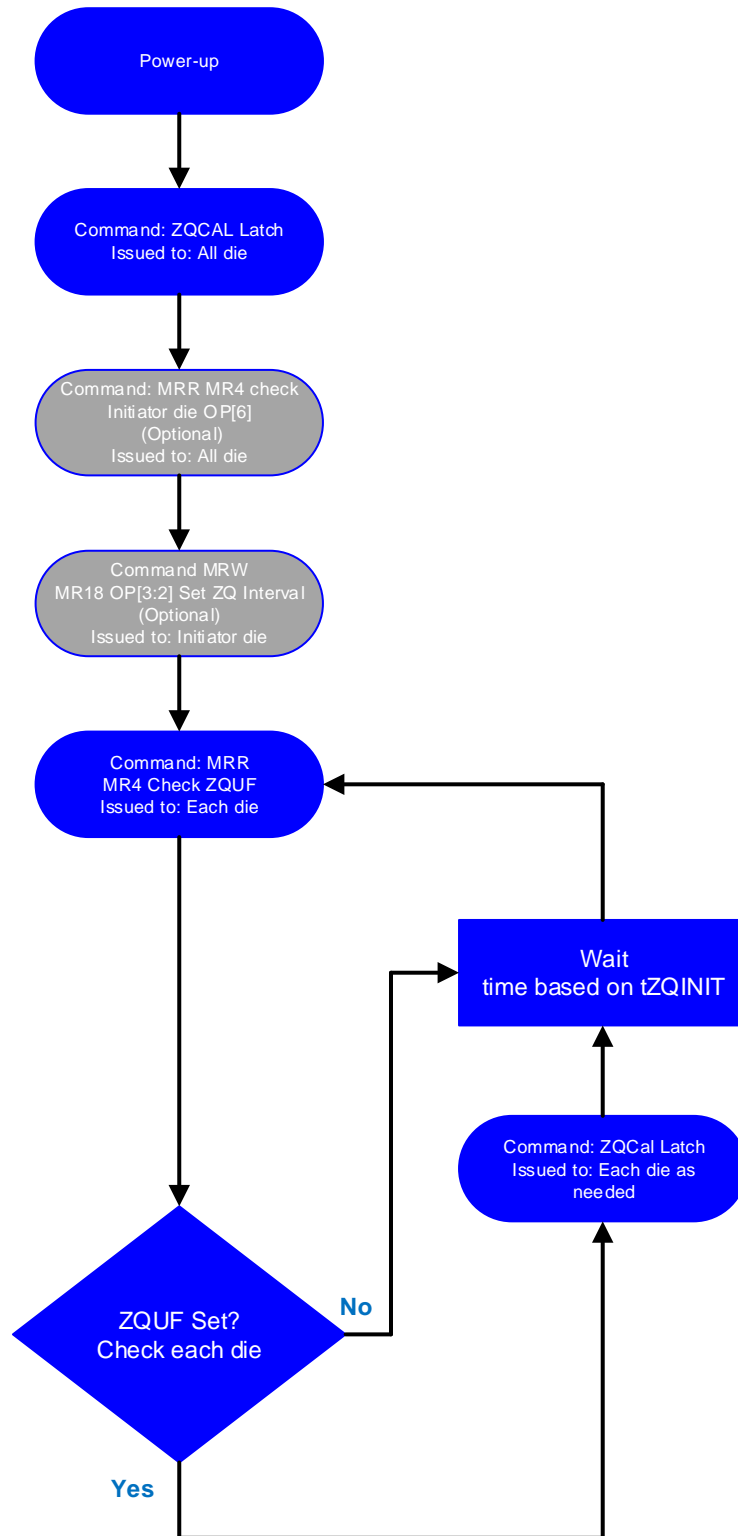 Power-up
Command: ZQCAL Latch
Issued to: All die
Command: MRR MR4 check
Initiator die OP[6]
(Optional)
Issued to: All die
Command MRW
MR18 OP[3:2] Set ZQ Interval
(Optional)
Issued to: Initiator die
Command: MRR
MR4 Check ZQUF
Issued to: Each die
Wait
time based on tZQINIT
Command: ZQCal Latch
Issued to: Each die as
needed
No
ZQUF Set?
Check each die
Yes